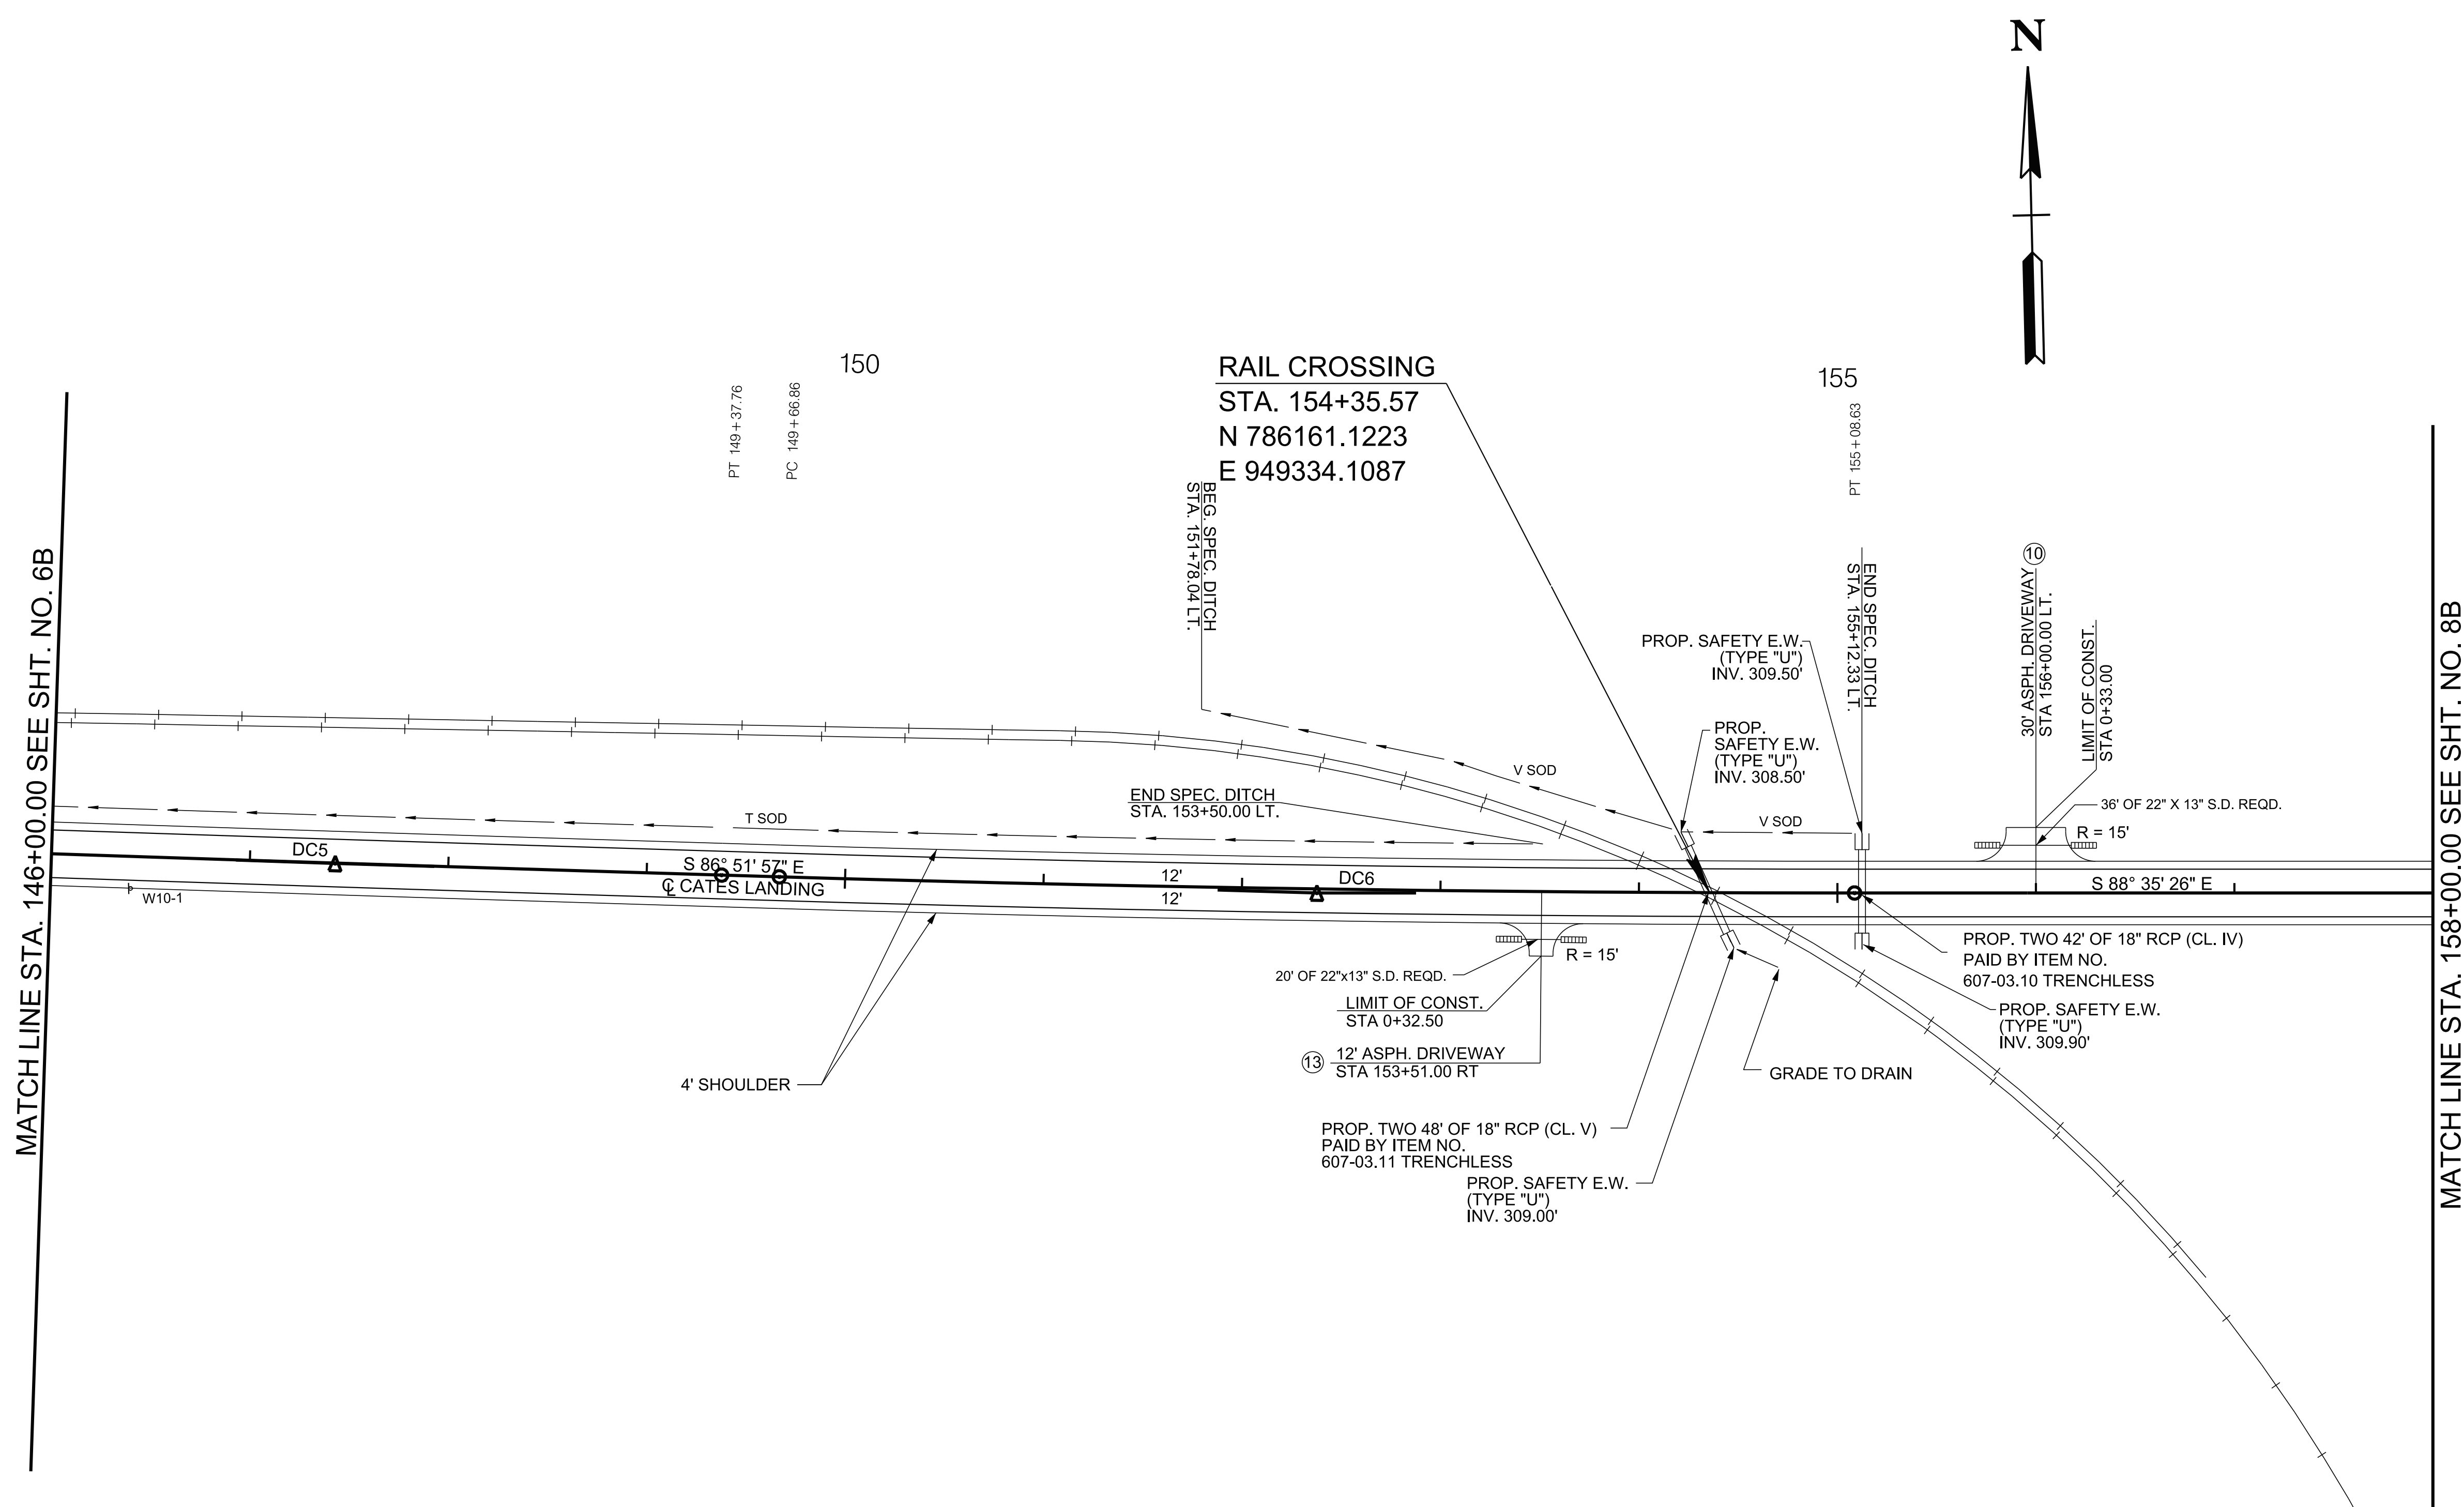 N
150
155
PT 149+37.76
PC 149+66.86
PT 155+08.63
RAIL CROSSING
STA. 154+35.57
N 786161.1223
E 949334.1087
BEG. SPEC. DITCH
STA. 151+78.04 LT.
END SPEC. DITCH
STA. 155+12.33 LT.
10
30' ASPH. DRIVEWAY
STA 156+00.00 LT.
LIMIT OF CONST.
STA 0+33.00
MATCH LINE STA. 146+00.00 SEE SHT. NO. 6B
MATCH LINE STA. 158+00.00 SEE SHT. NO. 8B
PROP. SAFETY E.W.
(TYPE "U")
INV. 309.50'
PROP.
SAFETY E.W.
(TYPE "U")
INV. 308.50'
V SOD
V SOD
36' OF 22" X 13" S.D. REQD.
R = 15'
END SPEC. DITCH
STA. 153+50.00 LT.
T SOD
DC5
S 86° 51' 57" E
℄ CATES LANDING
12'
12'
DC6
S 88° 35' 26" E
W10-1
R = 15'
20' OF 22"x13" S.D. REQD.
LIMIT OF CONST.
STA 0+32.50
13
12' ASPH. DRIVEWAY
STA 153+51.00 RT
4' SHOULDER
PROP. TWO 42' OF 18" RCP (CL. IV)
PAID BY ITEM NO.
607-03.10 TRENCHLESS
PROP. SAFETY E.W.
(TYPE "U")
INV. 309.90'
GRADE TO DRAIN
PROP. TWO 48' OF 18" RCP (CL. V)
PAID BY ITEM NO.
607-03.11 TRENCHLESS
PROP. SAFETY E.W.
(TYPE "U")
INV. 309.00'